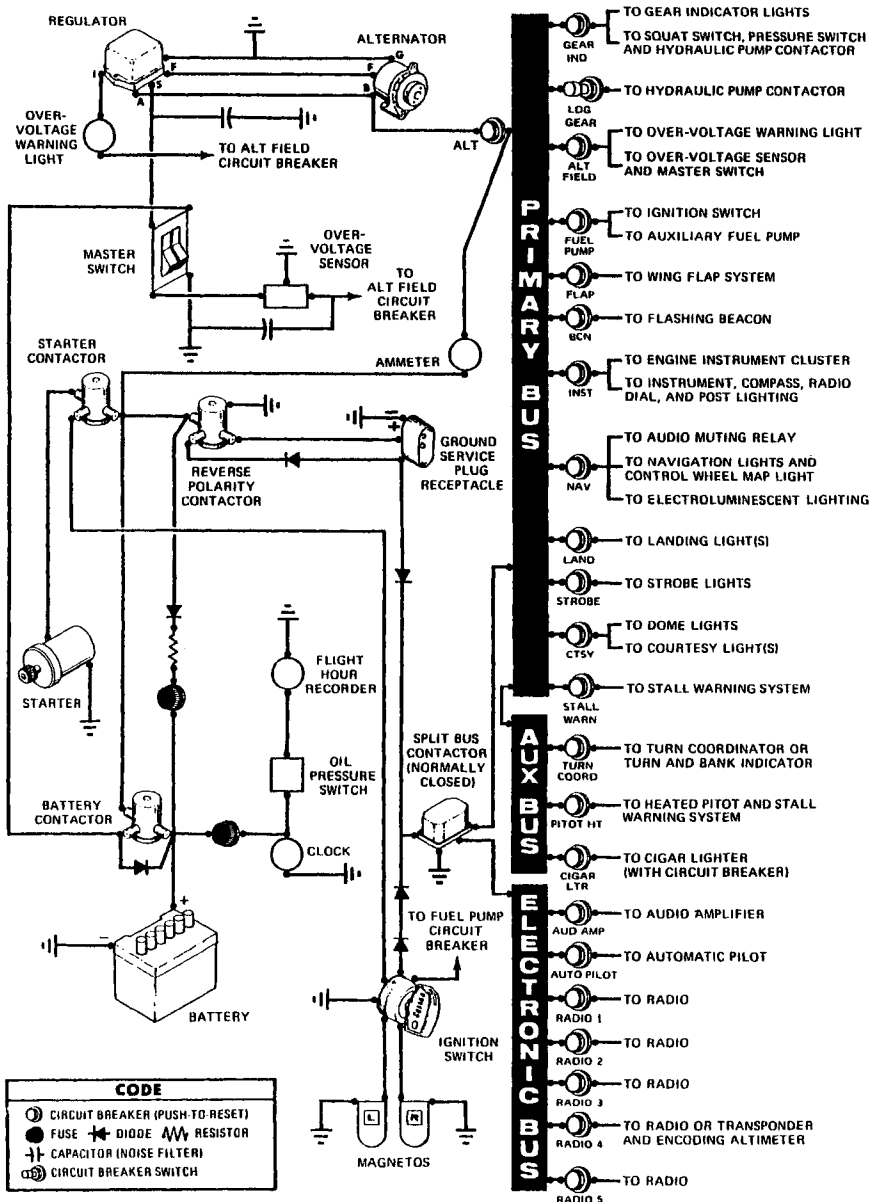 REGULATOR
ALTERNATOR
G
I
F
F
S
A
B
OVER-
VOLTAGE
WARNING
LIGHT
TO ALT FIELD
CIRCUIT BREAKER
ALT
MASTER
SWITCH
OVER-
VOLTAGE
SENSOR
TO
ALT FIELD
CIRCUIT
BREAKER
STARTER
CONTACTOR
AMMETER
REVERSE
POLARITY
CONTACTOR
−
+
GROUND
SERVICE
PLUG
RECEPTACLE
STARTER
FLIGHT
HOUR
RECORDER
OIL
PRESSURE
SWITCH
SPLIT BUS
CONTACTOR
(NORMALLY
CLOSED)
BATTERY
CONTACTOR
CLOCK
+
−
BATTERY
TO FUEL PUMP
CIRCUIT
BREAKER
IGNITION
SWITCH
L
R
MAGNETOS
CODE
CIRCUIT BREAKER (PUSH-TO-RESET)
FUSE DIODE RESISTOR
CAPACITOR (NOISE FILTER)
CIRCUIT BREAKER SWITCH
PRIMARY BUS
GEAR
IND
TO GEAR INDICATOR LIGHTS
TO SQUAT SWITCH, PRESSURE SWITCH
AND HYDRAULIC PUMP CONTACTOR
LDG
GEAR
TO HYDRAULIC PUMP CONTACTOR
ALT
FIELD
TO OVER-VOLTAGE WARNING LIGHT
TO OVER-VOLTAGE SENSOR
AND MASTER SWITCH
FUEL
PUMP
TO IGNITION SWITCH
TO AUXILIARY FUEL PUMP
FLAP
TO WING FLAP SYSTEM
BCN
TO FLASHING BEACON
INST
TO ENGINE INSTRUMENT CLUSTER
TO INSTRUMENT, COMPASS, RADIO
DIAL, AND POST LIGHTING
NAV
TO AUDIO MUTING RELAY
TO NAVIGATION LIGHTS AND
CONTROL WHEEL MAP LIGHT
TO ELECTROLUMINESCENT LIGHTING
LAND
TO LANDING LIGHT(S)
STROBE
TO STROBE LIGHTS
CTSY
TO DOME LIGHTS
TO COURTESY LIGHT(S)
STALL
WARN
TO STALL WARNING SYSTEM
AUX BUS
TURN
COORD
TO TURN COORDINATOR OR
TURN AND BANK INDICATOR
PITOT HT
TO HEATED PITOT AND STALL
WARNING SYSTEM
CIGAR
LTR
TO CIGAR LIGHTER
(WITH CIRCUIT BREAKER)
ELECTRONIC BUS
AUD AMP
TO AUDIO AMPLIFIER
AUTO PILOT
TO AUTOMATIC PILOT
RADIO 1
TO RADIO
RADIO 2
TO RADIO
RADIO 3
TO RADIO
RADIO 4
TO RADIO OR TRANSPONDER
AND ENCODING ALTIMETER
RADIO 5
TO RADIO